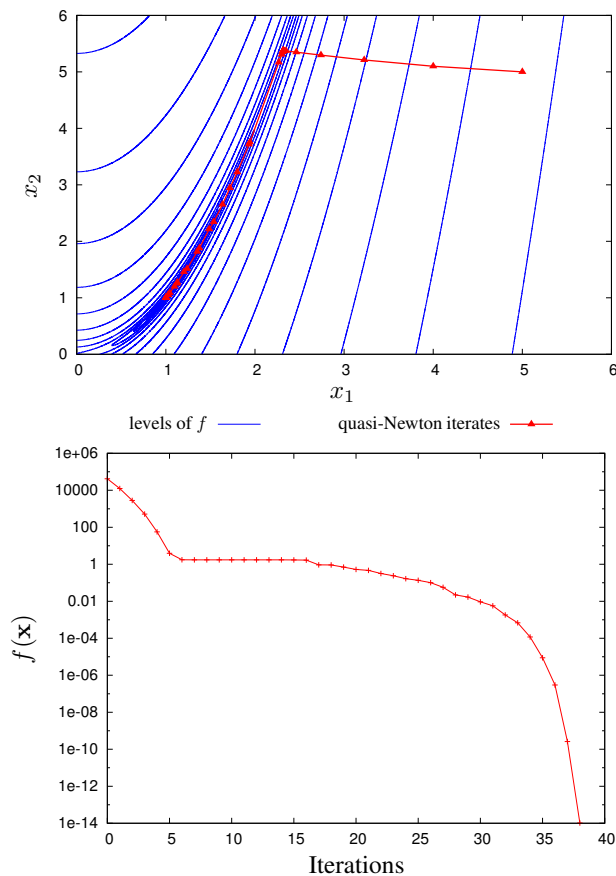 6
5
4
3
2
1
0
x₂
1
2
3
4
5
6
x₁
levels of f
quasi-Newton iterates
1e+06
10000
100
1
0.01
1e-04
1e-06
1e-08
1e-10
1e-12
1e-14
f(x)
0
5
10
15
20
25
30
35
40
Iterations